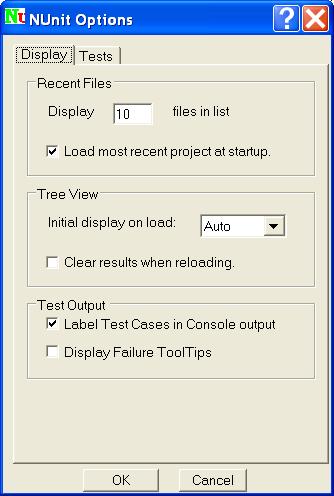 NUnit Options
Display Tests
Recent Files
Display 10 files in list
Load most recent project at startup.
Tree View
Initial display on load: Auto
Clear results when reloading.
Test Output
Label Test Cases in Console output
Display Failure ToolTips
OK Cancel